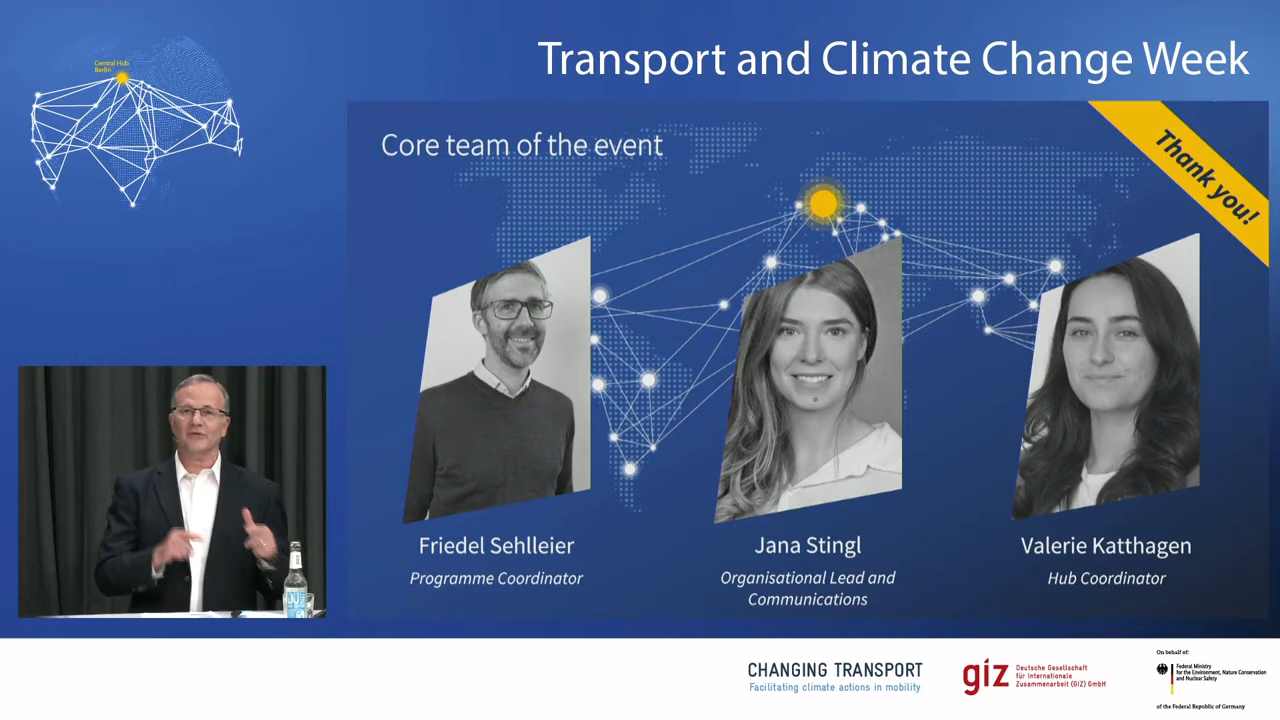 Transport and Climate Change Week
Central Hub
Berlin
Core team of the event
Thank you!
Friedel Sehlleier
Programme Coordinator
Jana Stingl
Organisational Lead and
Communications
Valerie Katthagen
Hub Coordinator
CHANGING TRANSPORT
Facilitating climate actions in mobility
giz
Deutsche Gesellschaft
für Internationale
Zusammenarbeit (GIZ) GmbH
On behalf of:
Federal Ministry
for the Environment, Nature Conservation
and Nuclear Safety
of the Federal Republic of Germany